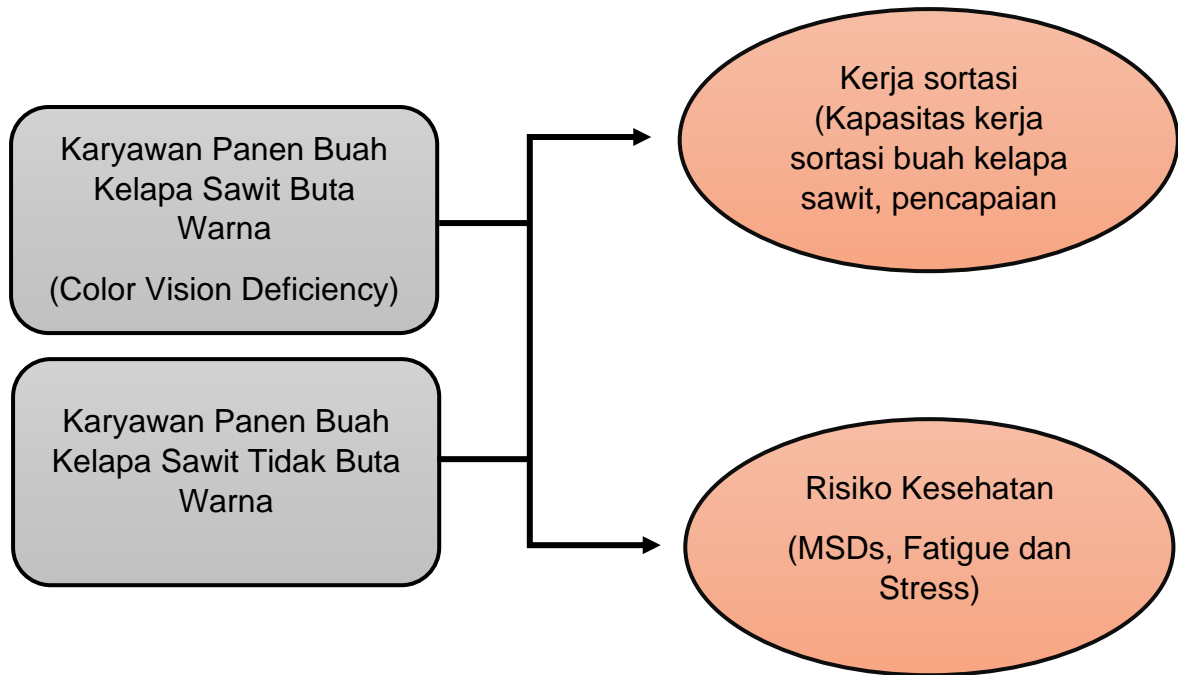 Karyawan Panen Buah
Kelapa Sawit Buta
Warna
(Color Vision Deficiency)
Karyawan Panen Buah
Kelapa Sawit Tidak Buta
Warna
Kerja sortasi
(Kapasitas kerja
sortasi buah kelapa
sawit, pencapaian
Risiko Kesehatan
(MSDs, Fatigue dan
Stress)